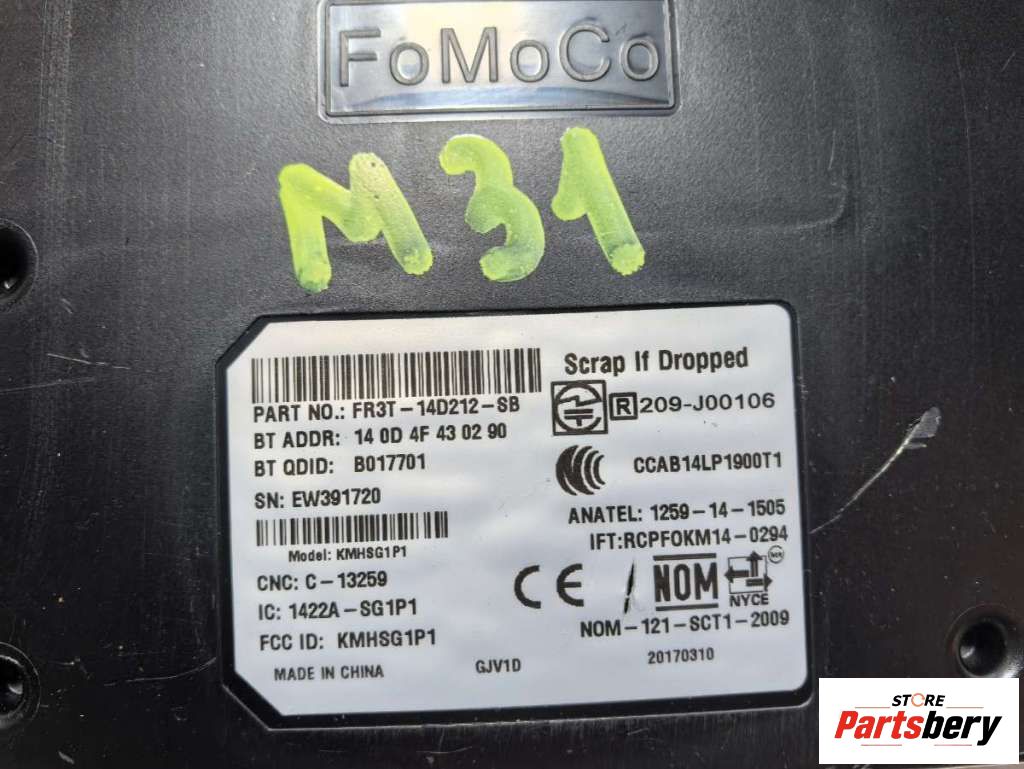 FoMoCo
M31
Scrap If Dropped
PART NO.: FR3T-14D212-SB
R 209-J00106
BT ADDR: 14 0D 4F 43 02 90
BT QDID: B017701
CCAB14LP1900T1
SN: EW391720
ANATEL: 1259-14-1505
IFT:RCPFOKM14-0294
Model: KMHSG1P1
CNC: C-13259
CE
NOM
NYCE
IC: 1422A-SG1P1
NOM-121-SCT1-2009
FCC ID: KMHSG1P1
MADE IN CHINA
GJV1D
20170310
STORE
Partsbery